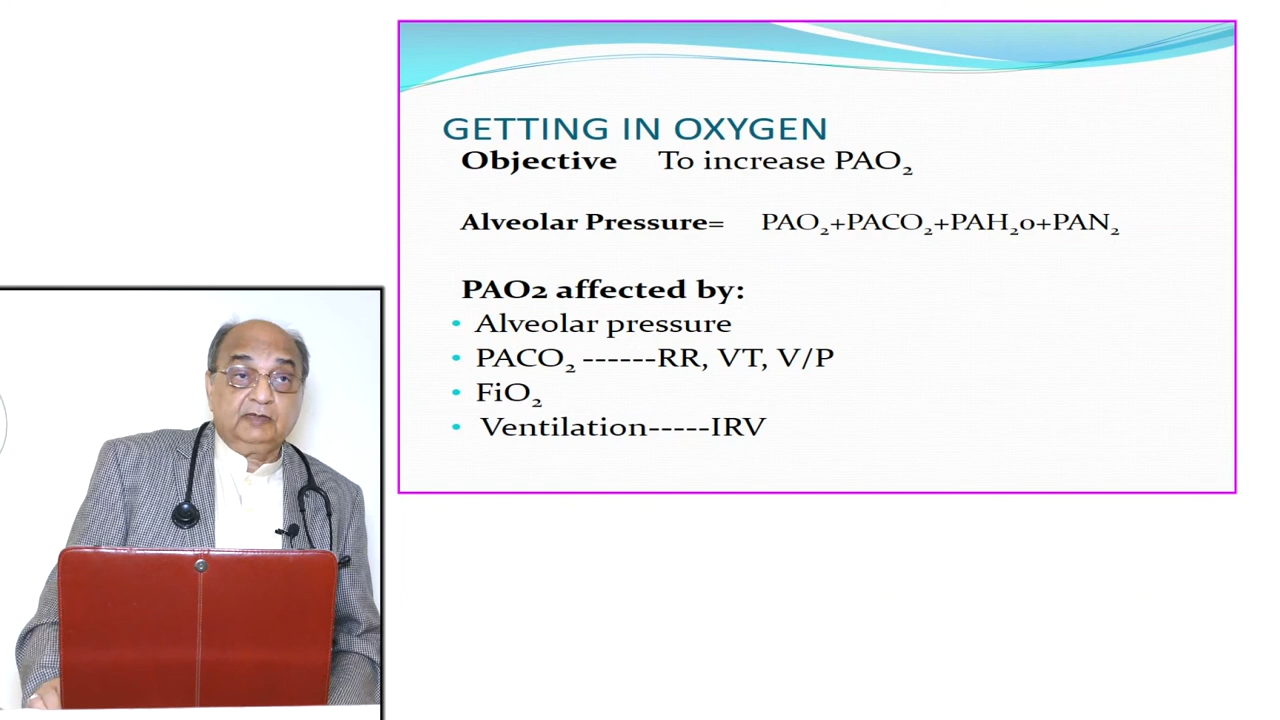 GETTING IN OXYGEN
Objective To increase PAO₂
Alveolar Pressure= PAO₂+PACO₂+PAH₂0+PAN₂
PAO2 affected by:
• Alveolar pressure
• PACO₂ ------RR, VT, V/P
• FiO₂
• Ventilation-----IRV